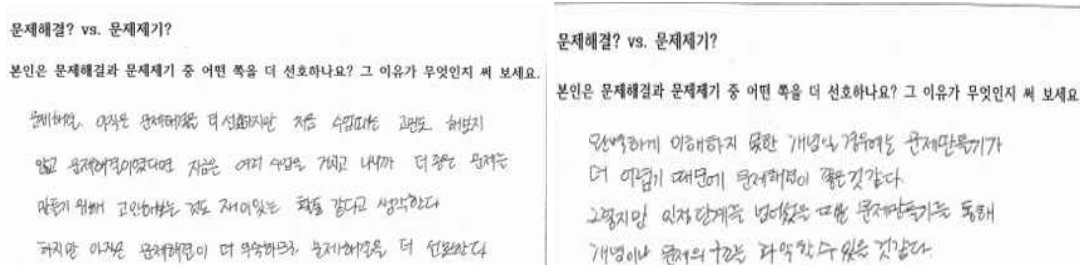 문제해결? vs. 문제제기?
본인은 문제해결과 문제제기 중 어떤 쪽을 더 선호하나요? 그 이유가 무엇인지 써 보세요.
문제해결, 아직은 문제해결을 더 선호하지만 처음 수업때는 고민도 해보지
않고 문제해결이였다면 지금은 여러 수업을 거치고 나니까 더 좋은 문제를
만들기 위해 고민해보는 것도 재미있는 활동 같다고 생각한다
하지만 아직은 문제해결이 더 익숙하므로, 문제해결을 더 선호한다
문제해결? vs. 문제제기?
본인은 문제해결과 문제제기 중 어떤 쪽을 더 선호하나요? 그 이유가 무엇인지 써 보세요
완벽하게 이해하지 못한 개념일 경우에는 문제만들기가
더 어렵기 때문에 문제해결이 좋은것 같다.
그렇지만 일정단계를 넘어섰을 때는 문제만들기를 통해
개념이나 문제의 구조를 파악할 수 있을 것같다.